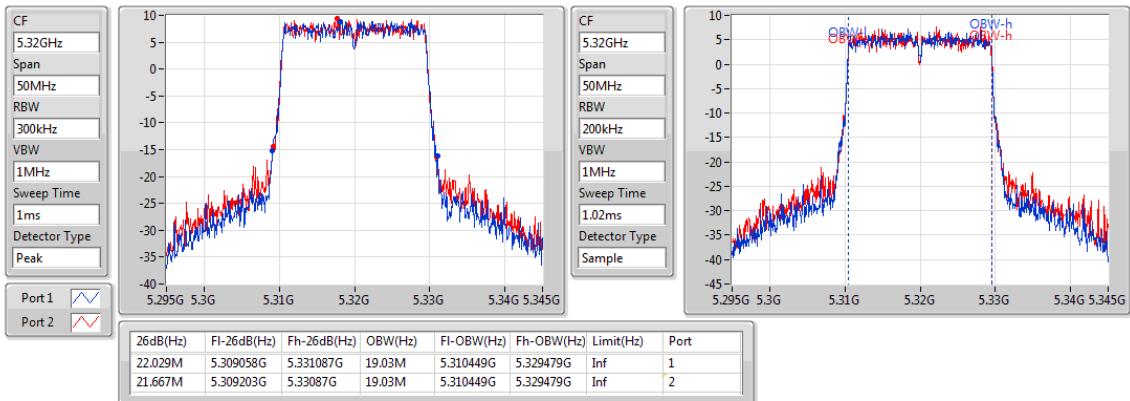 CF
5.32GHz
Span
50MHz
RBW
300kHz
VBW
1MHz
Sweep Time
1ms
Detector Type
Peak
Port 1
Port 2
10
5
0
-5
-10
-15
-20
-25
-30
-35
-40
5.295G 5.3G 5.31G 5.32G 5.33G 5.34G 5.345G
CF
5.32GHz
Span
50MHz
RBW
200kHz
VBW
1MHz
Sweep Time
1.02ms
Detector Type
Sample
10
5
0
-5
-10
-15
-20
-25
-30
-35
-40
-45
OBW-h
OBW-h
5.295G 5.3G 5.31G 5.32G 5.33G 5.34G 5.345G
26dB(Hz) Fl-26dB(Hz) Fh-26dB(Hz) OBW(Hz) Fl-OBW(Hz) Fh-OBW(Hz) Limit(Hz) Port
22.029M 5.309058G 5.331087G 19.03M 5.310449G 5.329479G Inf 1
21.667M 5.309203G 5.33087G 19.03M 5.310449G 5.329479G Inf 2